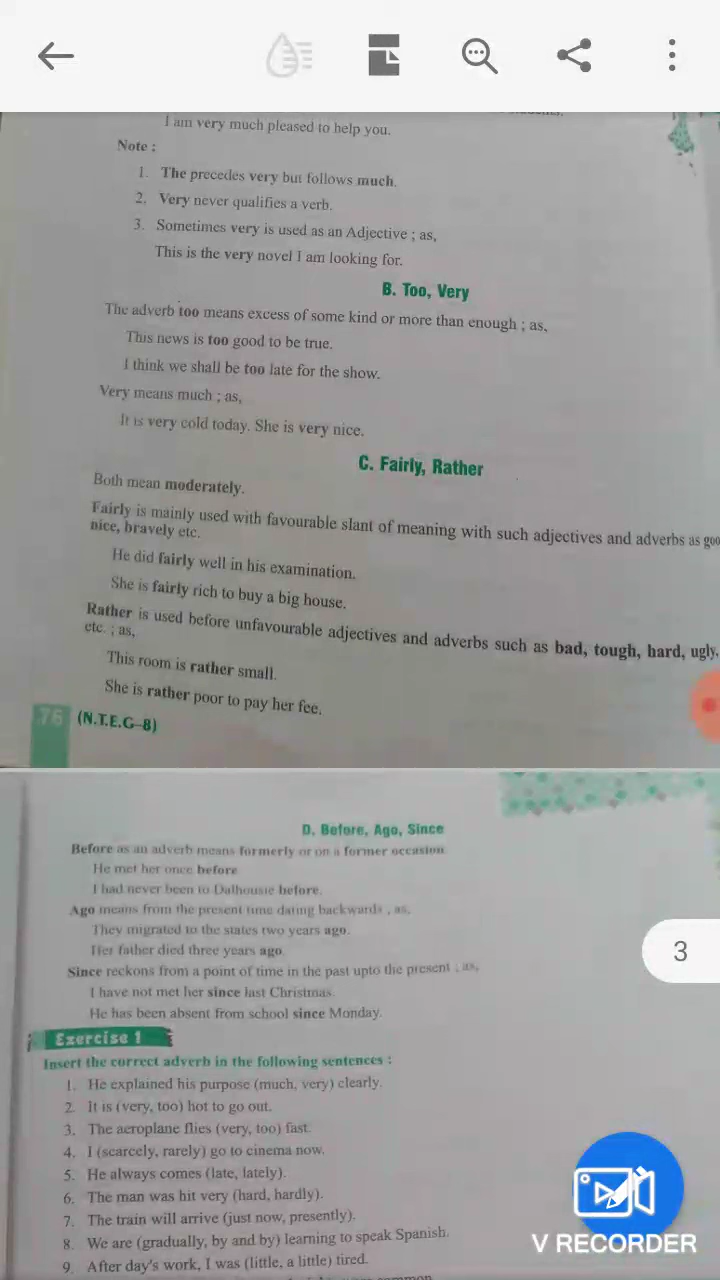 I am very much pleased to help you.
Note :
1. The precedes very but follows much.
2. Very never qualifies a verb.
3. Sometimes very is used as an Adjective ; as,
This is the very novel I am looking for.
B. Too, Very
The adverb too means excess of some kind or more than enough ; as,
This news is too good to be true.
I think we shall be too late for the show.
Very means much ; as,
It is very cold today. She is very nice.
C. Fairly, Rather
Both mean moderately.
Fairly is mainly used with favourable slant of meaning with such adjectives and adverbs as
nice, bravely etc.
He did fairly well in his examination.
She is fairly rich to buy a big house.
Rather is used before unfavourable adjectives and adverbs such as bad, tough, hard, ugly,
etc. ; as,
This room is rather small.
She is rather poor to pay her fee.
76 (N.T.E.G–8)
D. Before, Ago, Since
Before as an adverb means formerly or on a former occasion
He met her once before
I had never been to Dalhousie before.
Ago means from the present time dating backwards ; as,
They migrated to the states two years ago.
Her father died three years ago.
3
Since reckons from a point of time in the past upto the present ; as,
I have not met her since last Christmas.
He has been absent from school since Monday.
Exercise 1
Insert the correct adverb in the following sentences :
1. He explained his purpose (much, very) clearly.
2. It is (very, too) hot to go out.
3. The aeroplane flies (very, too) fast.
4. I (scarcely, rarely) go to cinema now.
5. He always comes (late, lately).
6. The man was hit very (hard, hardly).
7. The train will arrive (just now, presently).
8. We are (gradually, by and by) learning to speak Spanish.
9. After day's work, I was (little, a little) tired.
V RECORDER